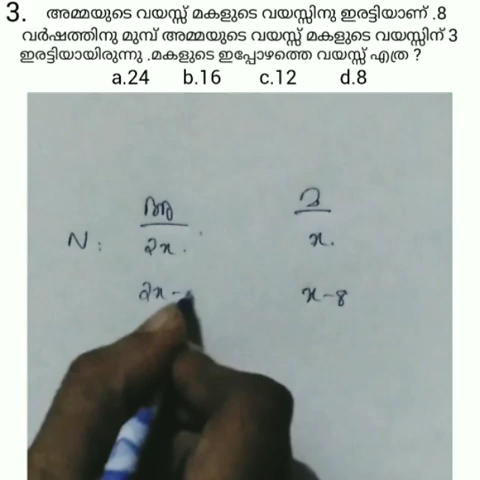 3. അമ്മയുടെ വയസ്സ് മകളുടെ വയസ്സിനു ഇരട്ടിയാണ് .8
വർഷത്തിനു മുമ്പ് അമ്മയുടെ വയസ്സ് മകളുടെ വയസ്സിന് 3
ഇരട്ടിയായിരുന്നു .മകളുടെ ഇപ്പോഴത്തെ വയസ്സ് എത്ര ?
a.24 b.16 c.12 d.8
അ മ
N: 2x. x.
2x- x-8